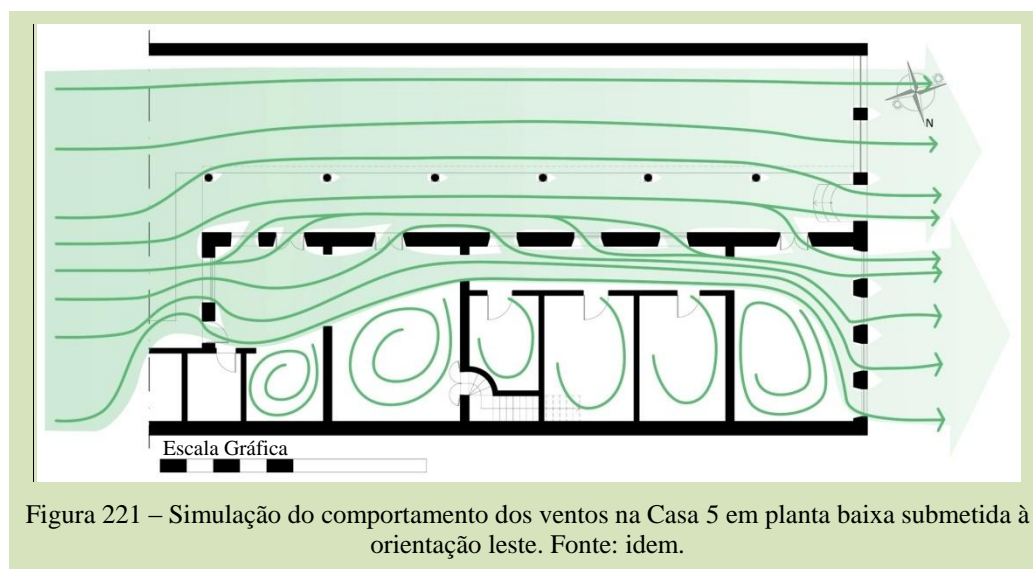 N
Escala Gráfica
Figura 221 – Simulação do comportamento dos ventos na Casa 5 em planta baixa submetida à
orientação leste. Fonte: idem.